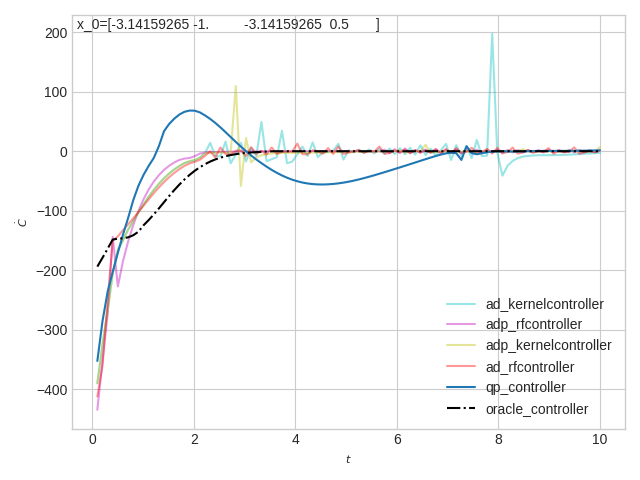 x_0=[-3.14159265 -1. -3.14159265 0.5 ]
200
100
0
−100
−200
−300
−400
Ċ
0
2
4
6
8
10
t
ad_kernelcontroller
adp_rfcontroller
adp_kernelcontroller
ad_rfcontroller
qp_controller
oracle_controller